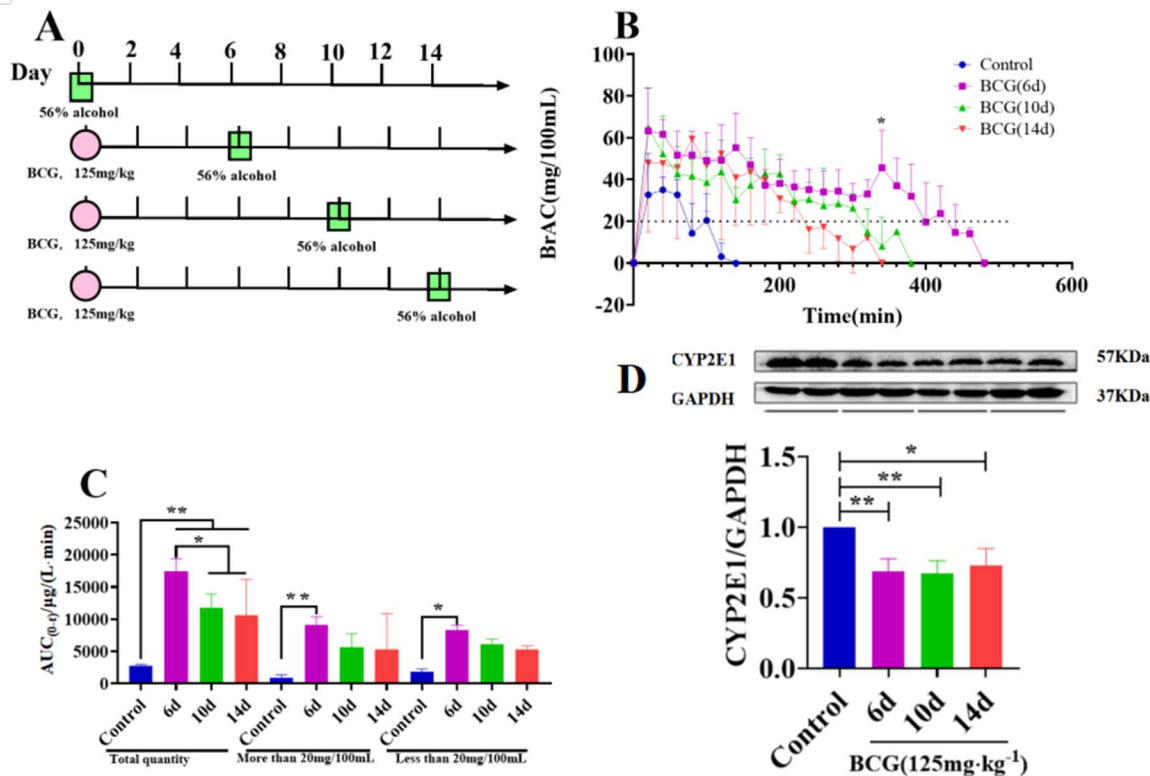 A
0 2 4 6 8 10 12 14
Day
56% alcohol
BCG, 125mg/kg
56% alcohol
BCG, 125mg/kg
56% alcohol
BCG, 125mg/kg
56% alcohol
B
BrAC(mg/100mL)
100
80
60
40
20
0
-20
200 400 600
Time(min)
Control
BCG(6d)
BCG(10d)
BCG(14d)
*
C
AUC(0-t)/μg/(L·min)
25000
20000
15000
10000
5000
0
**
*
**
*
Control 6d 10d 14d Control 6d 10d 14d Control 6d 10d 14d
Total quantity More than 20mg/100mL Less than 20mg/100mL
D
CYP2E1 57KDa
GAPDH 37KDa
CYP2E1/GAPDH
1.5
1.0
0.5
0.0
*
**
**
Control 6d 10d 14d
BCG(125mg·kg-1)